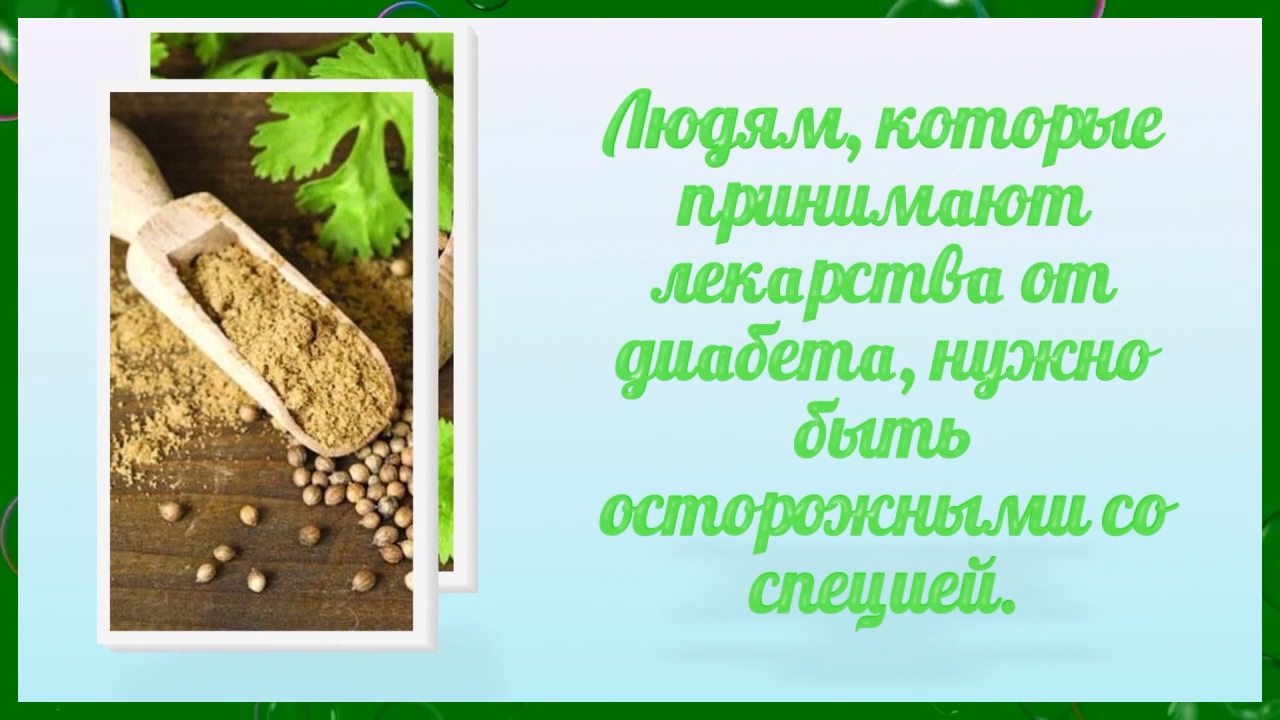 Людям, которые
принимают
лекарства от
диабета, нужно
быть
осторожными со
специей.